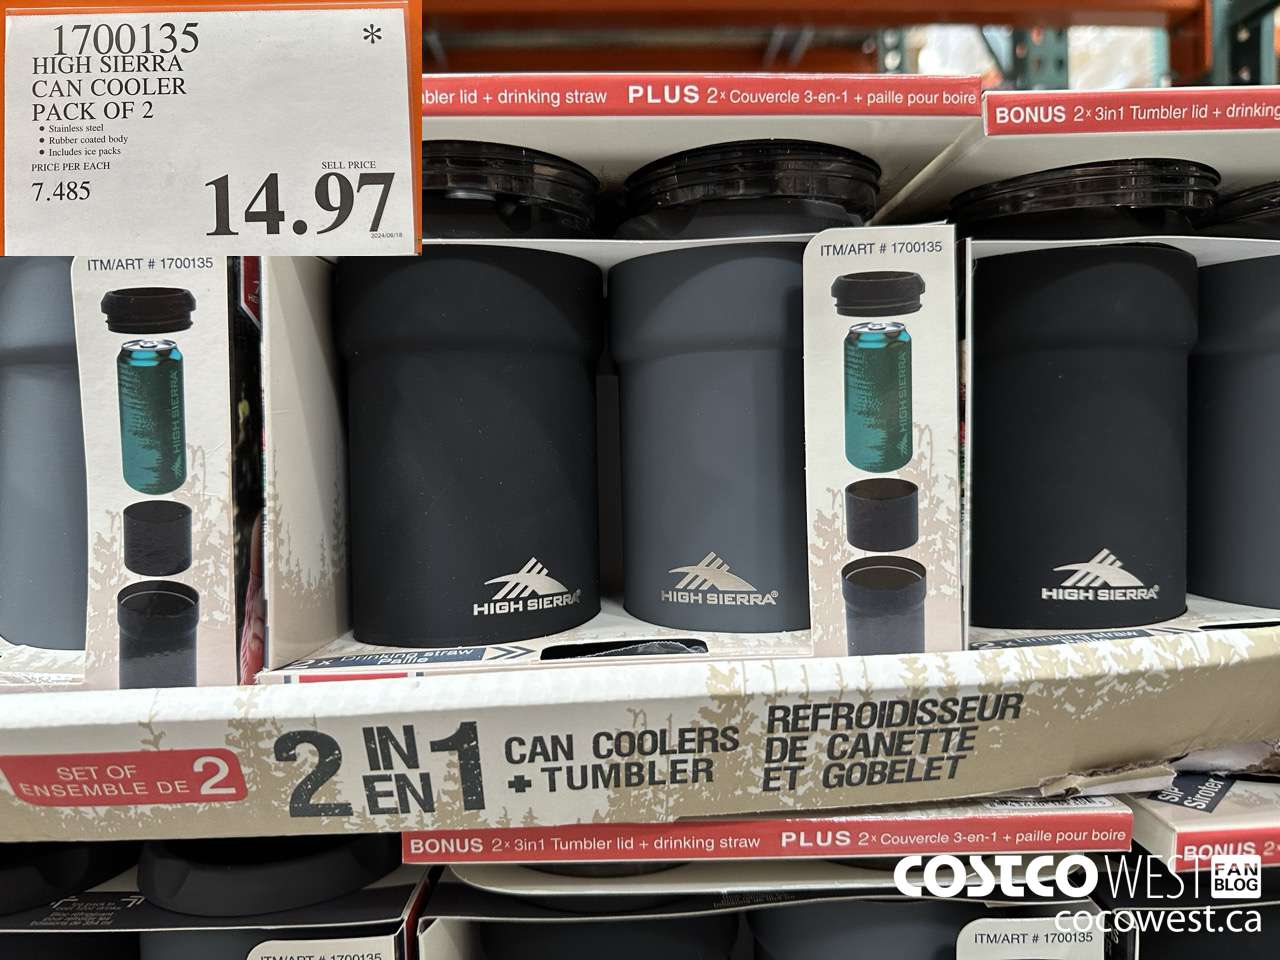 1700135 *
HIGH SIERRA
CAN COOLER
PACK OF 2
• Stainless steel
• Rubber coated body
• Includes ice packs
PRICE PER EACH
7.485
SELL PRICE
14.97
2024/06/18
bler lid + drinking straw PLUS 2x Couvercle 3-en-1 + paille pour boire
BONUS 2x 3in1 Tumbler lid + drinking
ITM/ART # 1700135
HIGH SIERRA
ITM/ART # 1700135
HIGH SIERRA
HIGH SIERRA®
HIGH SIERRA®
HIGH SIERRA®
2x Drinking straw
Paille
2x Drinking straw
SET OF
ENSEMBLE DE 2
2 IN
EN 1
CAN COOLERS
+ TUMBLER
REFROIDISSEUR
DE CANETTE
ET GOBELET
Siroter
BONUS 2x 3in1 Tumbler lid + drinking straw PLUS 2x Couvercle 3-en-1 + paille pour boire
BONUS 2x
COSTCO WEST FAN BLOG
cocowest.ca
ITM/ART # 1700135
ITM/ART # 1700135